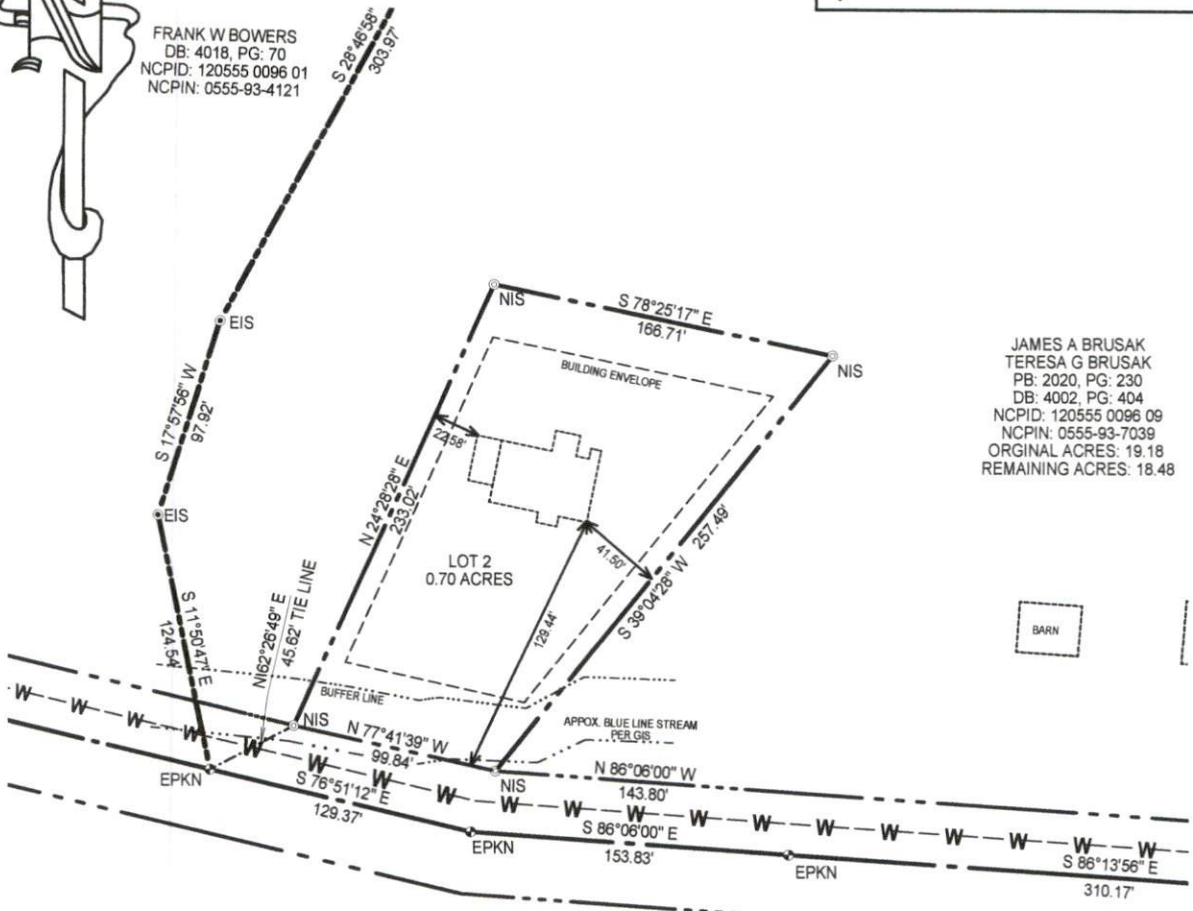 FRANK W BOWERS
DB: 4018, PG: 70
NCPID: 120555 0096 01
NCPIN: 0555-93-4121
S 28°46'58"
303.97'
EIS
S 17°57'56" W
97.92'
EIS
S 11°50'47" E
124.54'
NIS
S 78°25'17" E
166.71'
NIS
BUILDING ENVELOPE
22.58'
N 24°28'28" E
233.02'
LOT 2
0.70 ACRES
41.50'
129.44'
S 39°04'28" W 257.49'
JAMES A BRUSAK
TERESA G BRUSAK
PB: 2020, PG: 230
DB: 4002, PG: 404
NCPID: 120555 0096 09
NCPIN: 0555-93-7039
ORGINAL ACRES: 19.18
REMAINING ACRES: 18.48
BARN
N62°26'49" E
45.62' TIE LINE
BUFFER LINE
NIS
APPOX. BLUE LINE STREAM
PER GIS
N 77°41'39" W
99.84'
NIS
N 86°06'00" W
143.80'
W W W W W W W W W W W W W W W W W W W
EPKN
S 76°51'12" E
129.37'
EPKN
S 86°06'00" E
153.83'
EPKN
S 86°13'56" E
310.17'